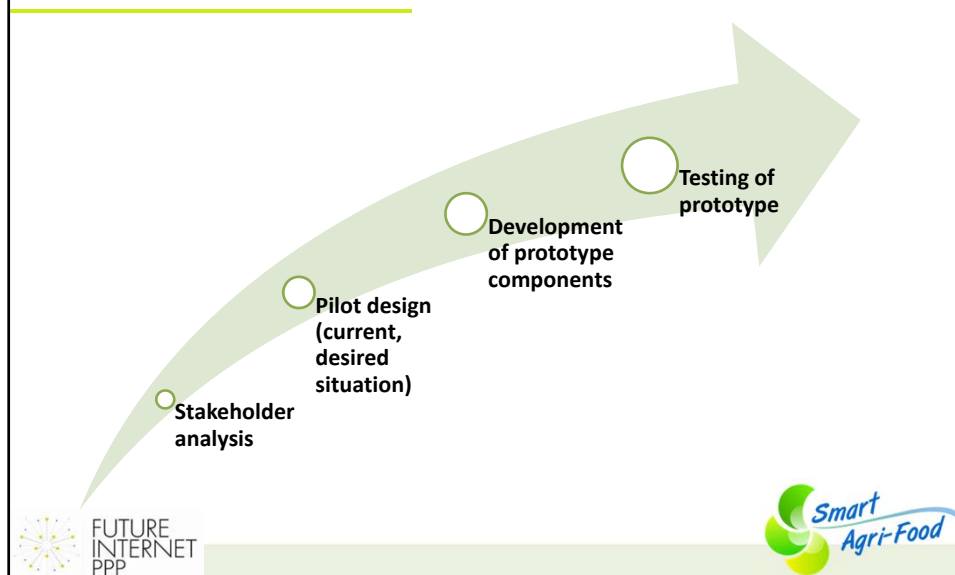 Testing of
prototype
Development
of prototype
components
Pilot design
(current,
desired
situation)
Stakeholder
analysis
FUTURE
INTERNET
PPP
Smart
Agri-Food